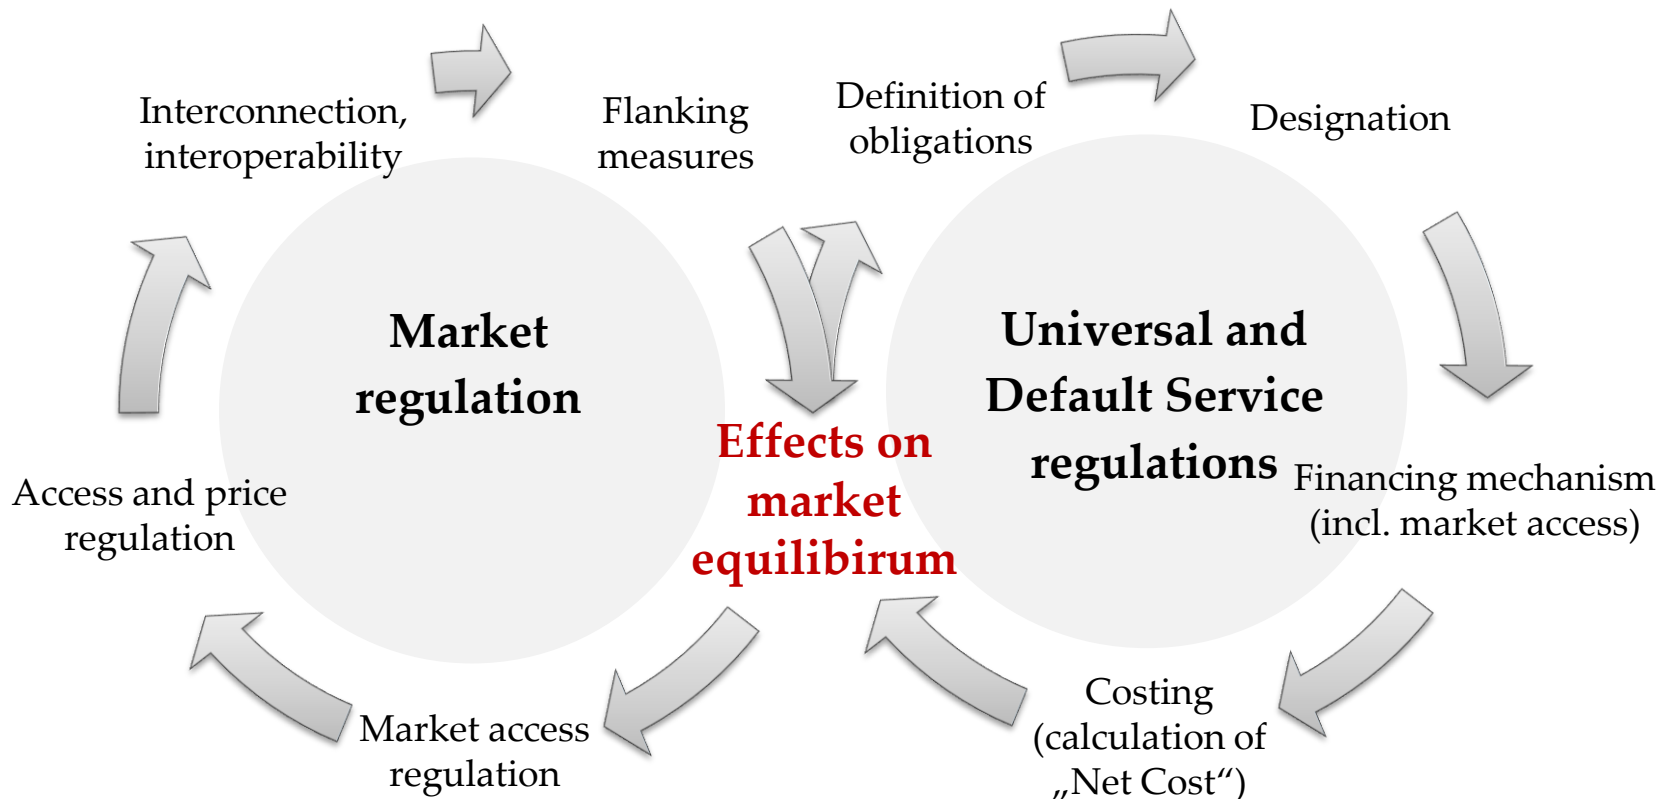 Interconnection,
interoperability
Flanking
measures
Definition of
obligations
Designation
Market
regulation
Universal and
Default Service
regulations
Effects on
market
equilibirum
Access and price
regulation
Financing mechanism
(incl. market access)
Market access
regulation
Costing
(calculation of
„Net Cost“)